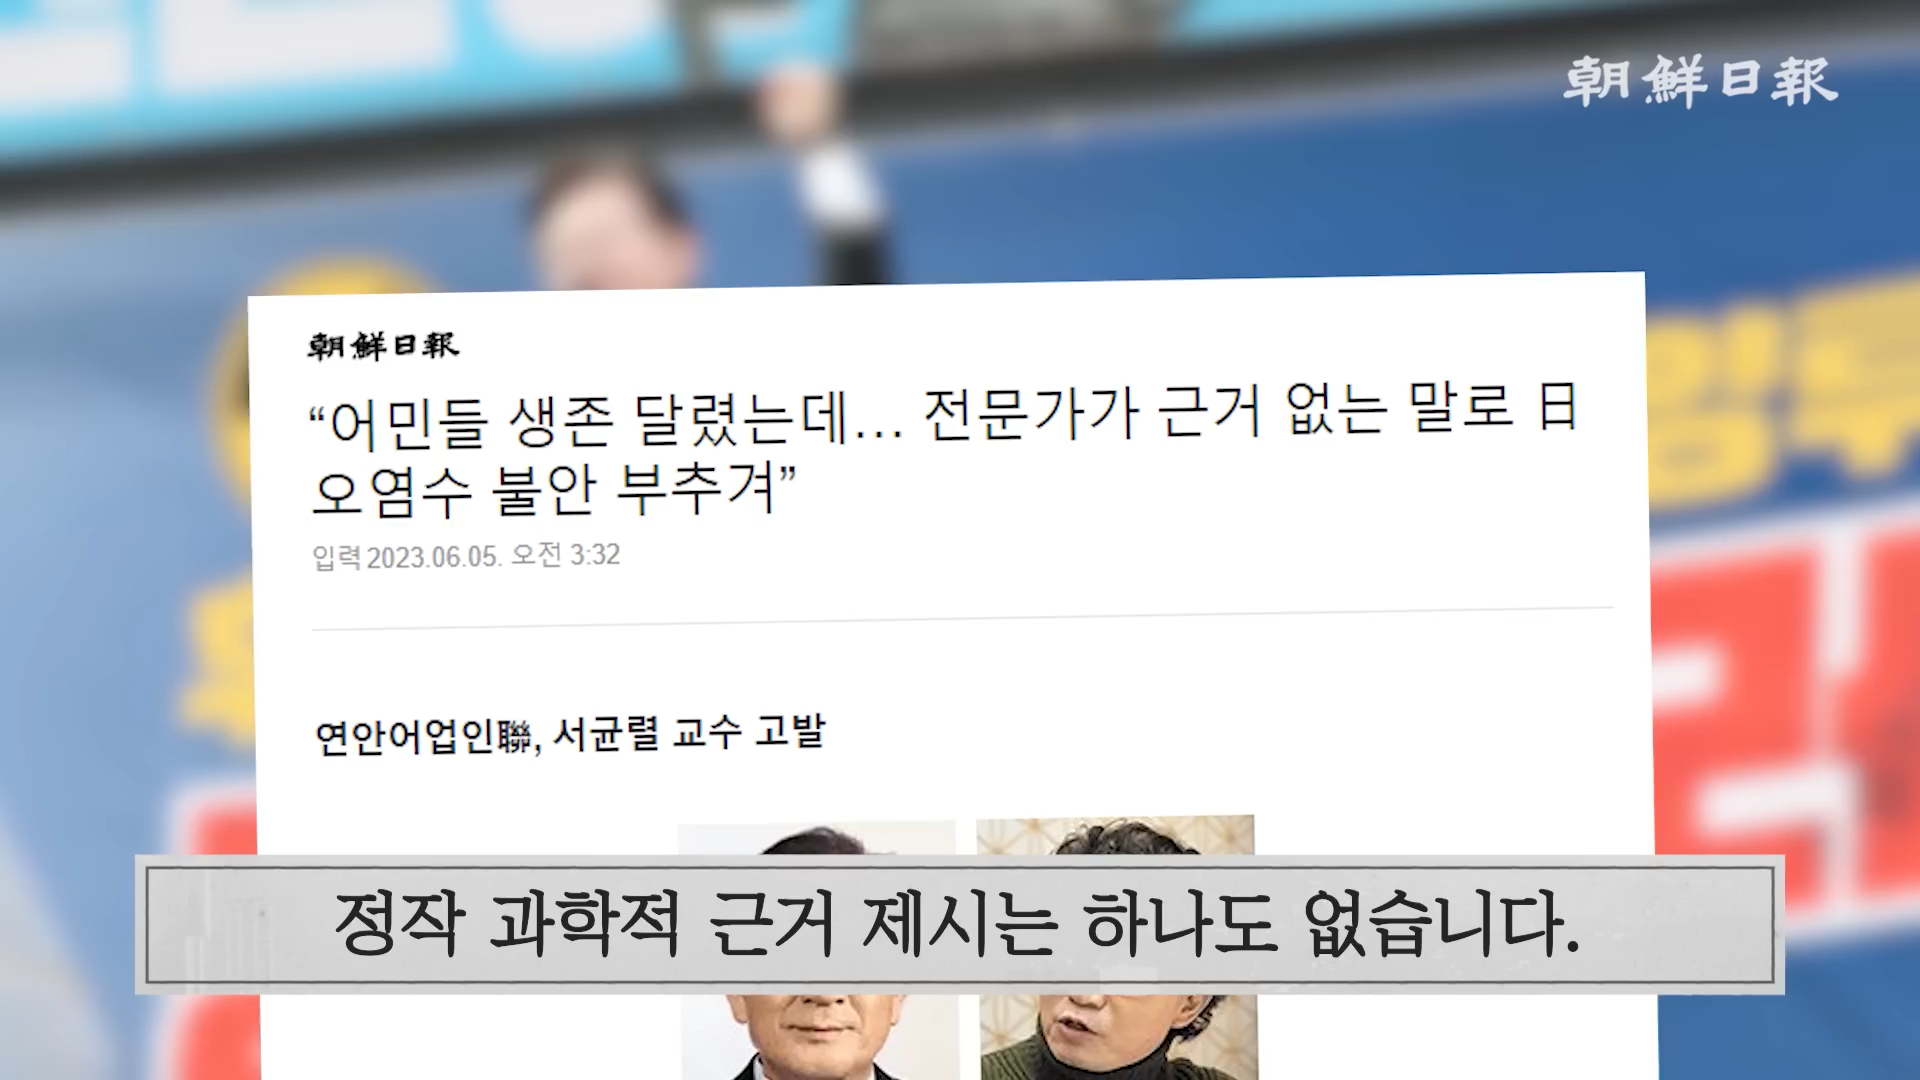 朝鮮日報
朝鮮日報
“어민들 생존 달렸는데… 전문가가 근거 없는 말로 日
오염수 불안 부추겨”
입력 2023.06.05. 오전 3:32
연안어업인聯, 서균렬 교수 고발
정작 과학적 근거 제시는 하나도 없습니다.